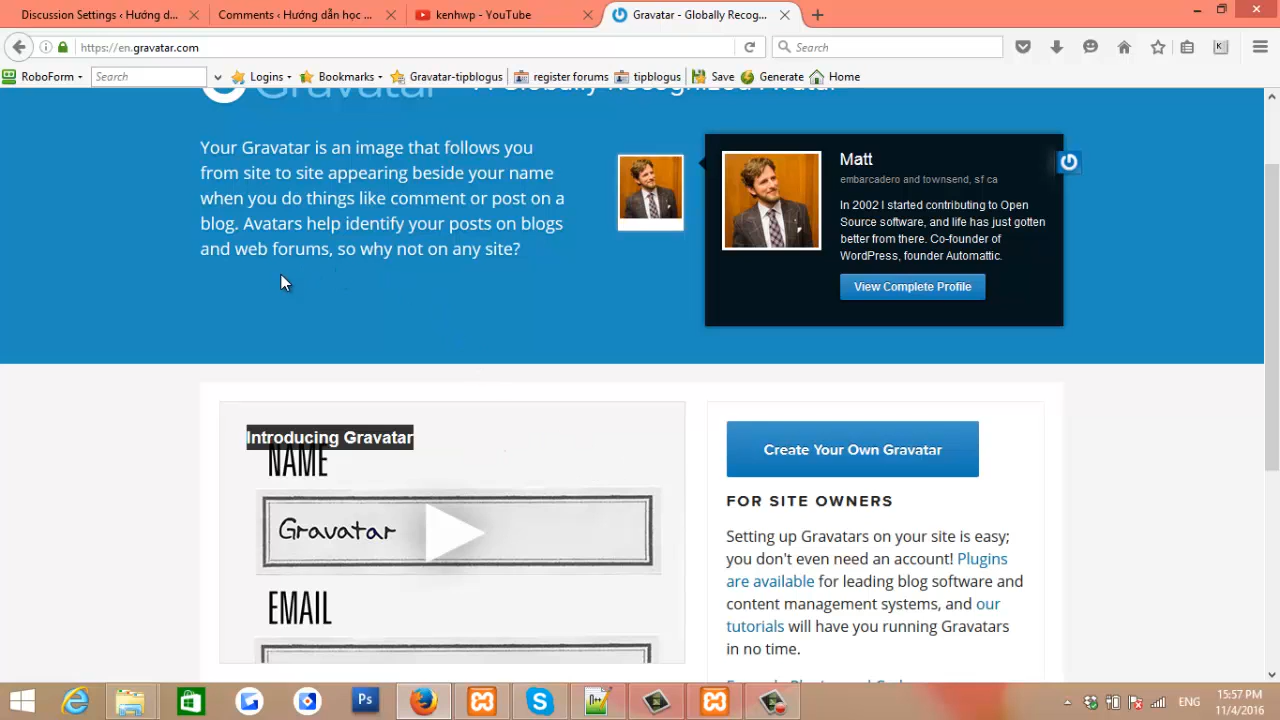 Discussion Settings ‹ Hướng d...
Comments ‹ Hướng dẫn học ...
kenhwp - YouTube
Gravatar - Globally Recog...
https://en.gravatar.com
Search
RoboForm
Search
Logins
Bookmarks
Gravatar-tipblogus
register forums
tipblogus
Save
Generate
Home
Gravatar
A Globally Recognized Avatar
Your Gravatar is an image that follows you
from site to site appearing beside your name
when you do things like comment or post on a
blog. Avatars help identify your posts on blogs
and web forums, so why not on any site?
Matt
embarcadero and townsend, sf ca
In 2002 I started contributing to Open
Source software, and life has just gotten
better from there. Co-founder of
WordPress, founder Automattic.
View Complete Profile
Introducing Gravatar
NAME
Gravatar
EMAIL
Create Your Own Gravatar
FOR SITE OWNERS
Setting up Gravatars on your site is easy;
you don't even need an account! Plugins
are available for leading blog software and
content management systems, and our
tutorials will have you running Gravatars
in no time.
Ps
ENG
15:57 PM
11/4/2016